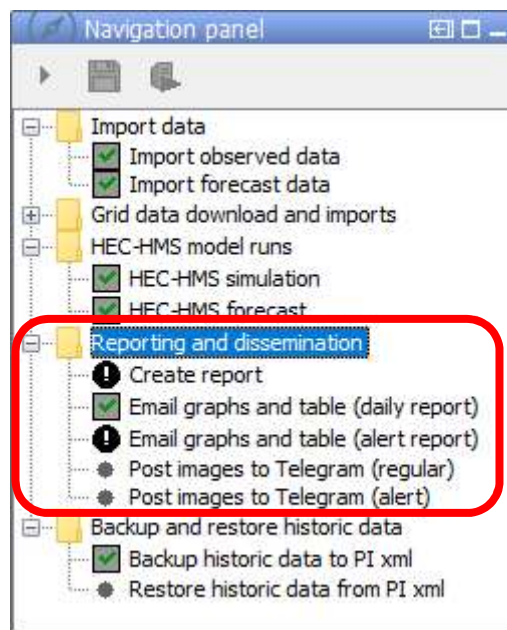 Navigation panel
Import data
Import observed data
Import forecast data
Grid data download and imports
HEC-HMS model runs
HEC-HMS simulation
HEC-HMS forecast
Reporting and dissemination
Create report
Email graphs and table (daily report)
Email graphs and table (alert report)
Post images to Telegram (regular)
Post images to Telegram (alert)
Backup and restore historic data
Backup historic data to PI xml
Restore historic data from PI xml